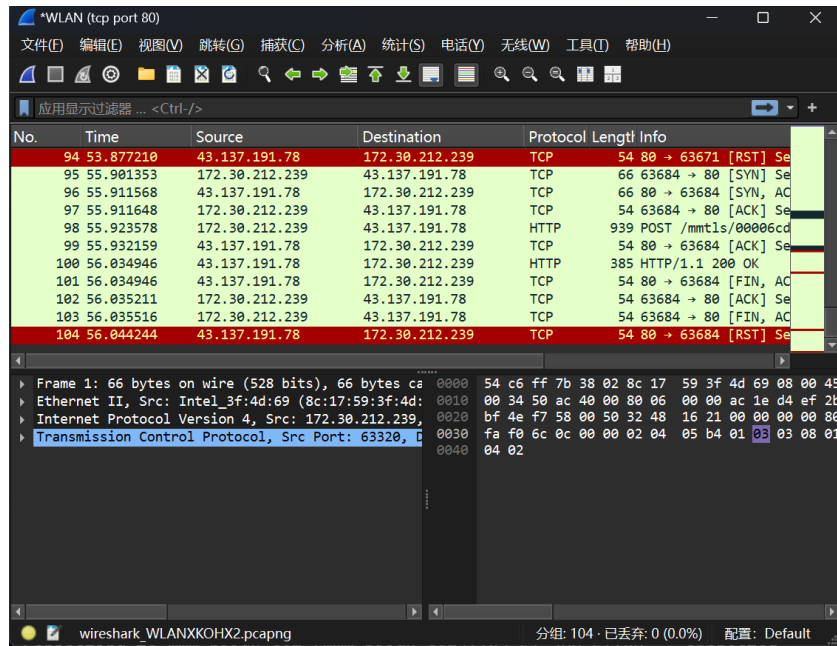 *WLAN (tcp port 80)
文件(F) 编辑(E) 视图(V) 跳转(G) 捕获(C) 分析(A) 统计(S) 电话(Y) 无线(W) 工具(T) 帮助(H)
应用显示过滤器 … <Ctrl-/>
No. Time Source Destination Protocol Length Info
94 53.877210 43.137.191.78 172.30.212.239 TCP 54 80 → 63671 [RST] Se
95 55.901353 172.30.212.239 43.137.191.78 TCP 66 63684 → 80 [SYN] Se
96 55.911568 43.137.191.78 172.30.212.239 TCP 66 80 → 63684 [SYN, AC
97 55.911648 172.30.212.239 43.137.191.78 TCP 54 63684 → 80 [ACK] Se
98 55.923578 172.30.212.239 43.137.191.78 HTTP 939 POST /mmtls/00006cd
99 55.932159 43.137.191.78 172.30.212.239 TCP 54 80 → 63684 [ACK] Se
100 56.034946 43.137.191.78 172.30.212.239 HTTP 385 HTTP/1.1 200 OK
101 56.034946 43.137.191.78 172.30.212.239 TCP 54 80 → 63684 [FIN, AC
102 56.035211 172.30.212.239 43.137.191.78 TCP 54 63684 → 80 [ACK] Se
103 56.035516 172.30.212.239 43.137.191.78 TCP 54 63684 → 80 [FIN, AC
104 56.044244 43.137.191.78 172.30.212.239 TCP 54 80 → 63684 [RST] Se
Frame 1: 66 bytes on wire (528 bits), 66 bytes ca
Ethernet II, Src: Intel_3f:4d:69 (8c:17:59:3f:4d:
Internet Protocol Version 4, Src: 172.30.212.239,
Transmission Control Protocol, Src Port: 63320, D
0000 54 c6 ff 7b 38 02 8c 17 59 3f 4d 69 08 00 45
0010 00 34 50 ac 40 00 80 06 00 00 ac 1e d4 ef 2b
0020 bf 4e f7 58 00 50 32 48 16 21 00 00 00 00 80
0030 fa f0 6c 0c 00 00 02 04 05 b4 01 03 03 08 01
0040 04 02
wireshark_WLANXKOHX2.pcapng 分组: 104 · 已丢弃: 0 (0.0%) 配置: Default